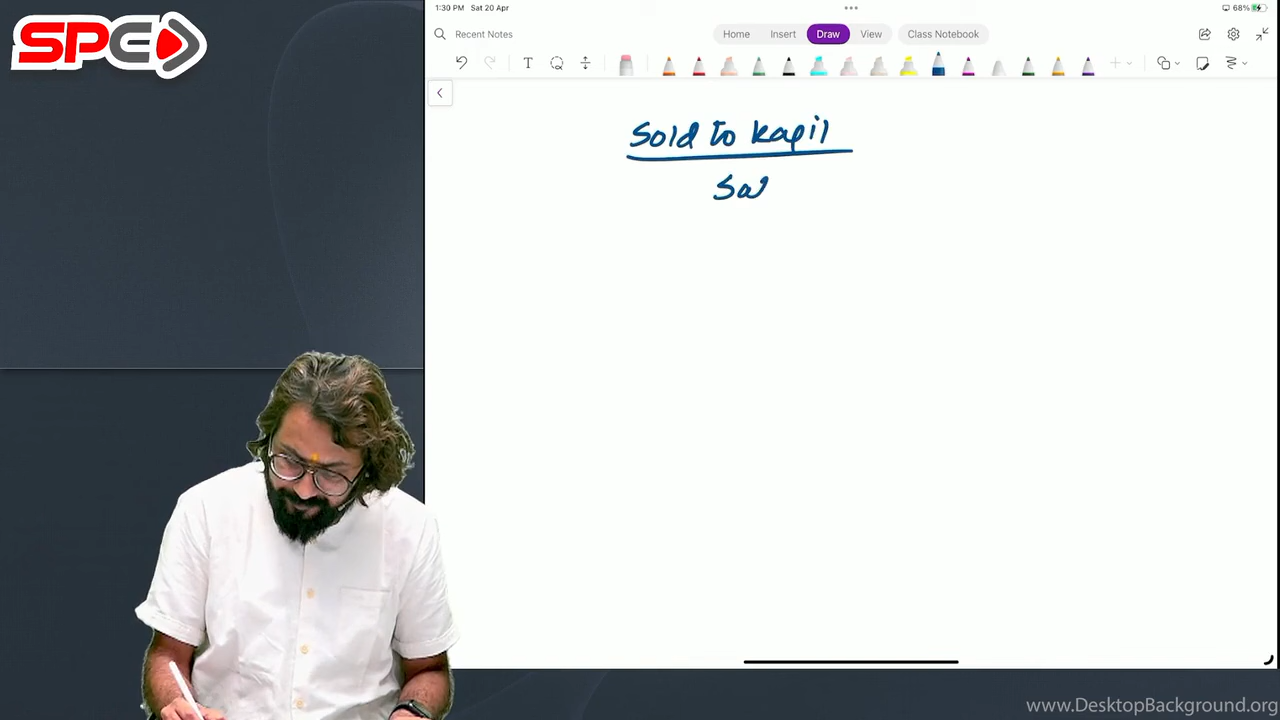 SPE
1:30 PM Sat 20 Apr
68%
Recent Notes
Home Insert Draw View Class Notebook
T
Sold to Kapil
Sal
www.DesktopBackground.org